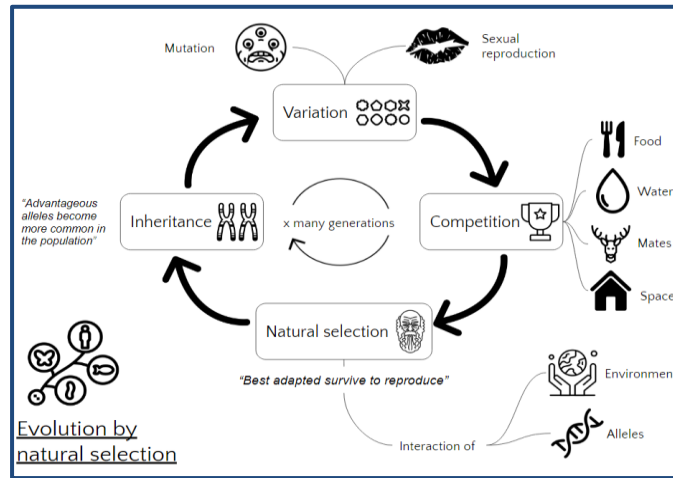 Mutation
Sexual
reproduction
Variation
Food
Water
"Advantageous
alleles become
more common in
the population"
Inheritance
x many generations
Competition
Mates
Space
Natural selection
"Best adapted survive to reproduce"
Environmen
Evolution by
natural selection
Interaction of
Alleles